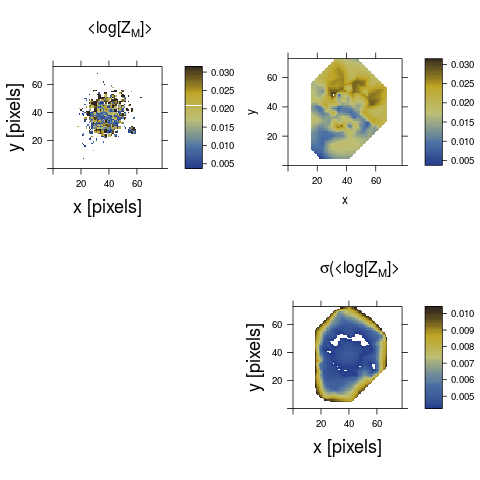 <log[Z_M]>
60
40
20
20 40 60
x [pixels]
y [pixels]
0.030
0.025
0.020
0.015
0.010
0.005
60
40
20
20 40 60
x
y
0.030
0.025
0.020
0.015
0.010
0.005
σ(<log[Z_M]>
60
40
20
20 40 60
x [pixels]
y [pixels]
0.010
0.009
0.008
0.007
0.006
0.005